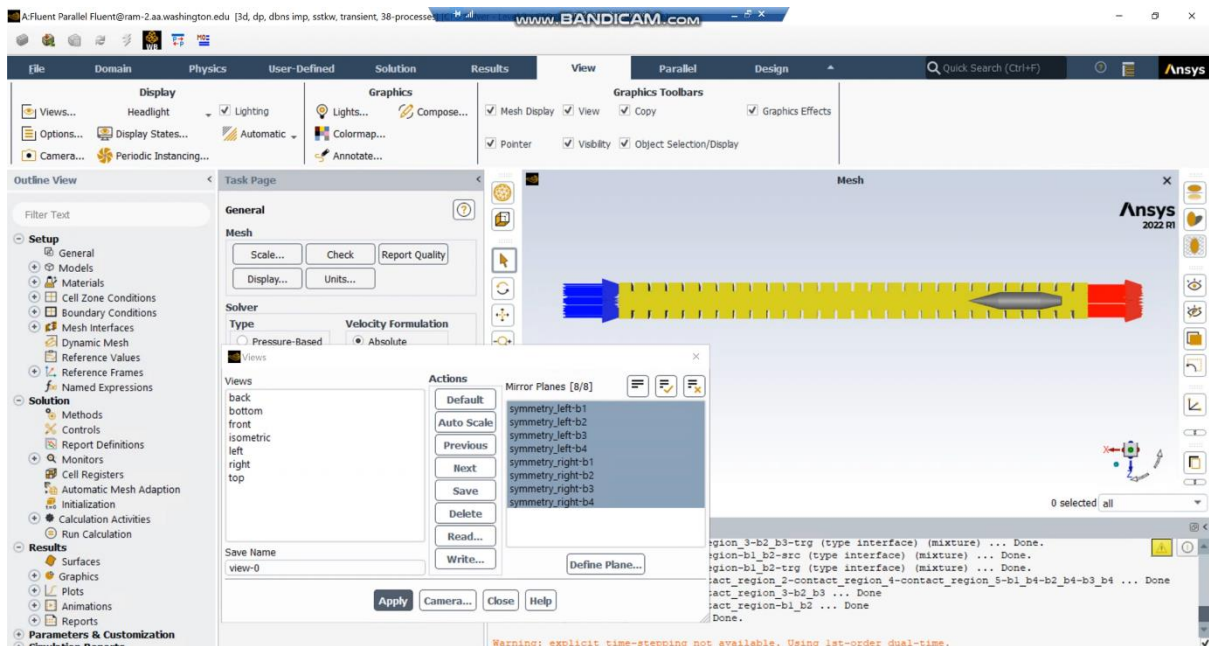 A:Fluent Parallel Fluent@ram-2.aa.washington.edu [3d, dp, dbns imp, sstkw, transient, 38-processes
www.BANDICAM.com
File Domain Physics User-Defined Solution Results View Parallel Design
Quick Search (Ctrl+F)
Ansys
Display
Graphics
Graphics Toolbars
Views... Headlight Lighting
Lights... Compose...
Mesh Display View Copy Graphics Effects
Options... Display States... Automatic
Colormap...
Pointer Visibility Object Selection/Display
Camera... Periodic Instancing...
Annotate...
Outline View
Filter Text
Setup
General
Models
Materials
Cell Zone Conditions
Boundary Conditions
Mesh Interfaces
Dynamic Mesh
Reference Values
Reference Frames
Named Expressions
Solution
Methods
Controls
Report Definitions
Monitors
Cell Registers
Automatic Mesh Adaption
Initialization
Calculation Activities
Run Calculation
Results
Surfaces
Graphics
Plots
Animations
Reports
Parameters & Customization
Task Page
General
Mesh
Scale... Check Report Quality
Display... Units...
Solver
Type Velocity Formulation
Pressure-Based Absolute
Mesh
Ansys
2022 R1
X
Z
0 selected all
Views
Views
back
bottom
front
isometric
left
right
top
Save Name
view-0
Actions
Default
Auto Scale
Previous
Next
Save
Delete
Read...
Write...
Mirror Planes [8/8]
symmetry_left-b1
symmetry_left-b2
symmetry_left-b3
symmetry_left-b4
symmetry_right-b1
symmetry_right-b2
symmetry_right-b3
symmetry_right-b4
Define Plane...
Apply Camera... Close Help
egion_3-b2_b3-trg (type interface) (mixture) ... Done.
egion-b1_b2-src (type interface) (mixture) ... Done.
egion-b1_b2-trg (type interface) (mixture) ... Done.
act_region_2-contact_region_4-contact_region_5-b1_b4-b2_b4-b3_b4 ... Done
act_region_3-b2_b3 ... Done
act_region-b1_b2 ... Done
Done.
Warning: explicit time-stepping not available. Using 1st-order dual-time.